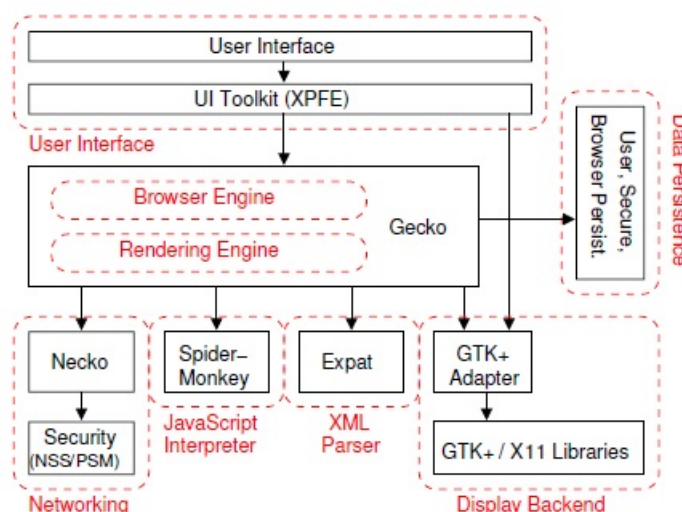 User Interface
UI Toolkit (XPFE)
User Interface
User, Secure,
Browser Persist.
Data Persistence
Browser Engine
Rendering Engine
Gecko
Necko
Spider-
Monkey
Expat
GTK+
Adapter
Security
(NSS/PSM)
JavaScript
Interpreter
XML
Parser
GTK+ / X11 Libraries
Networking
Display Backend